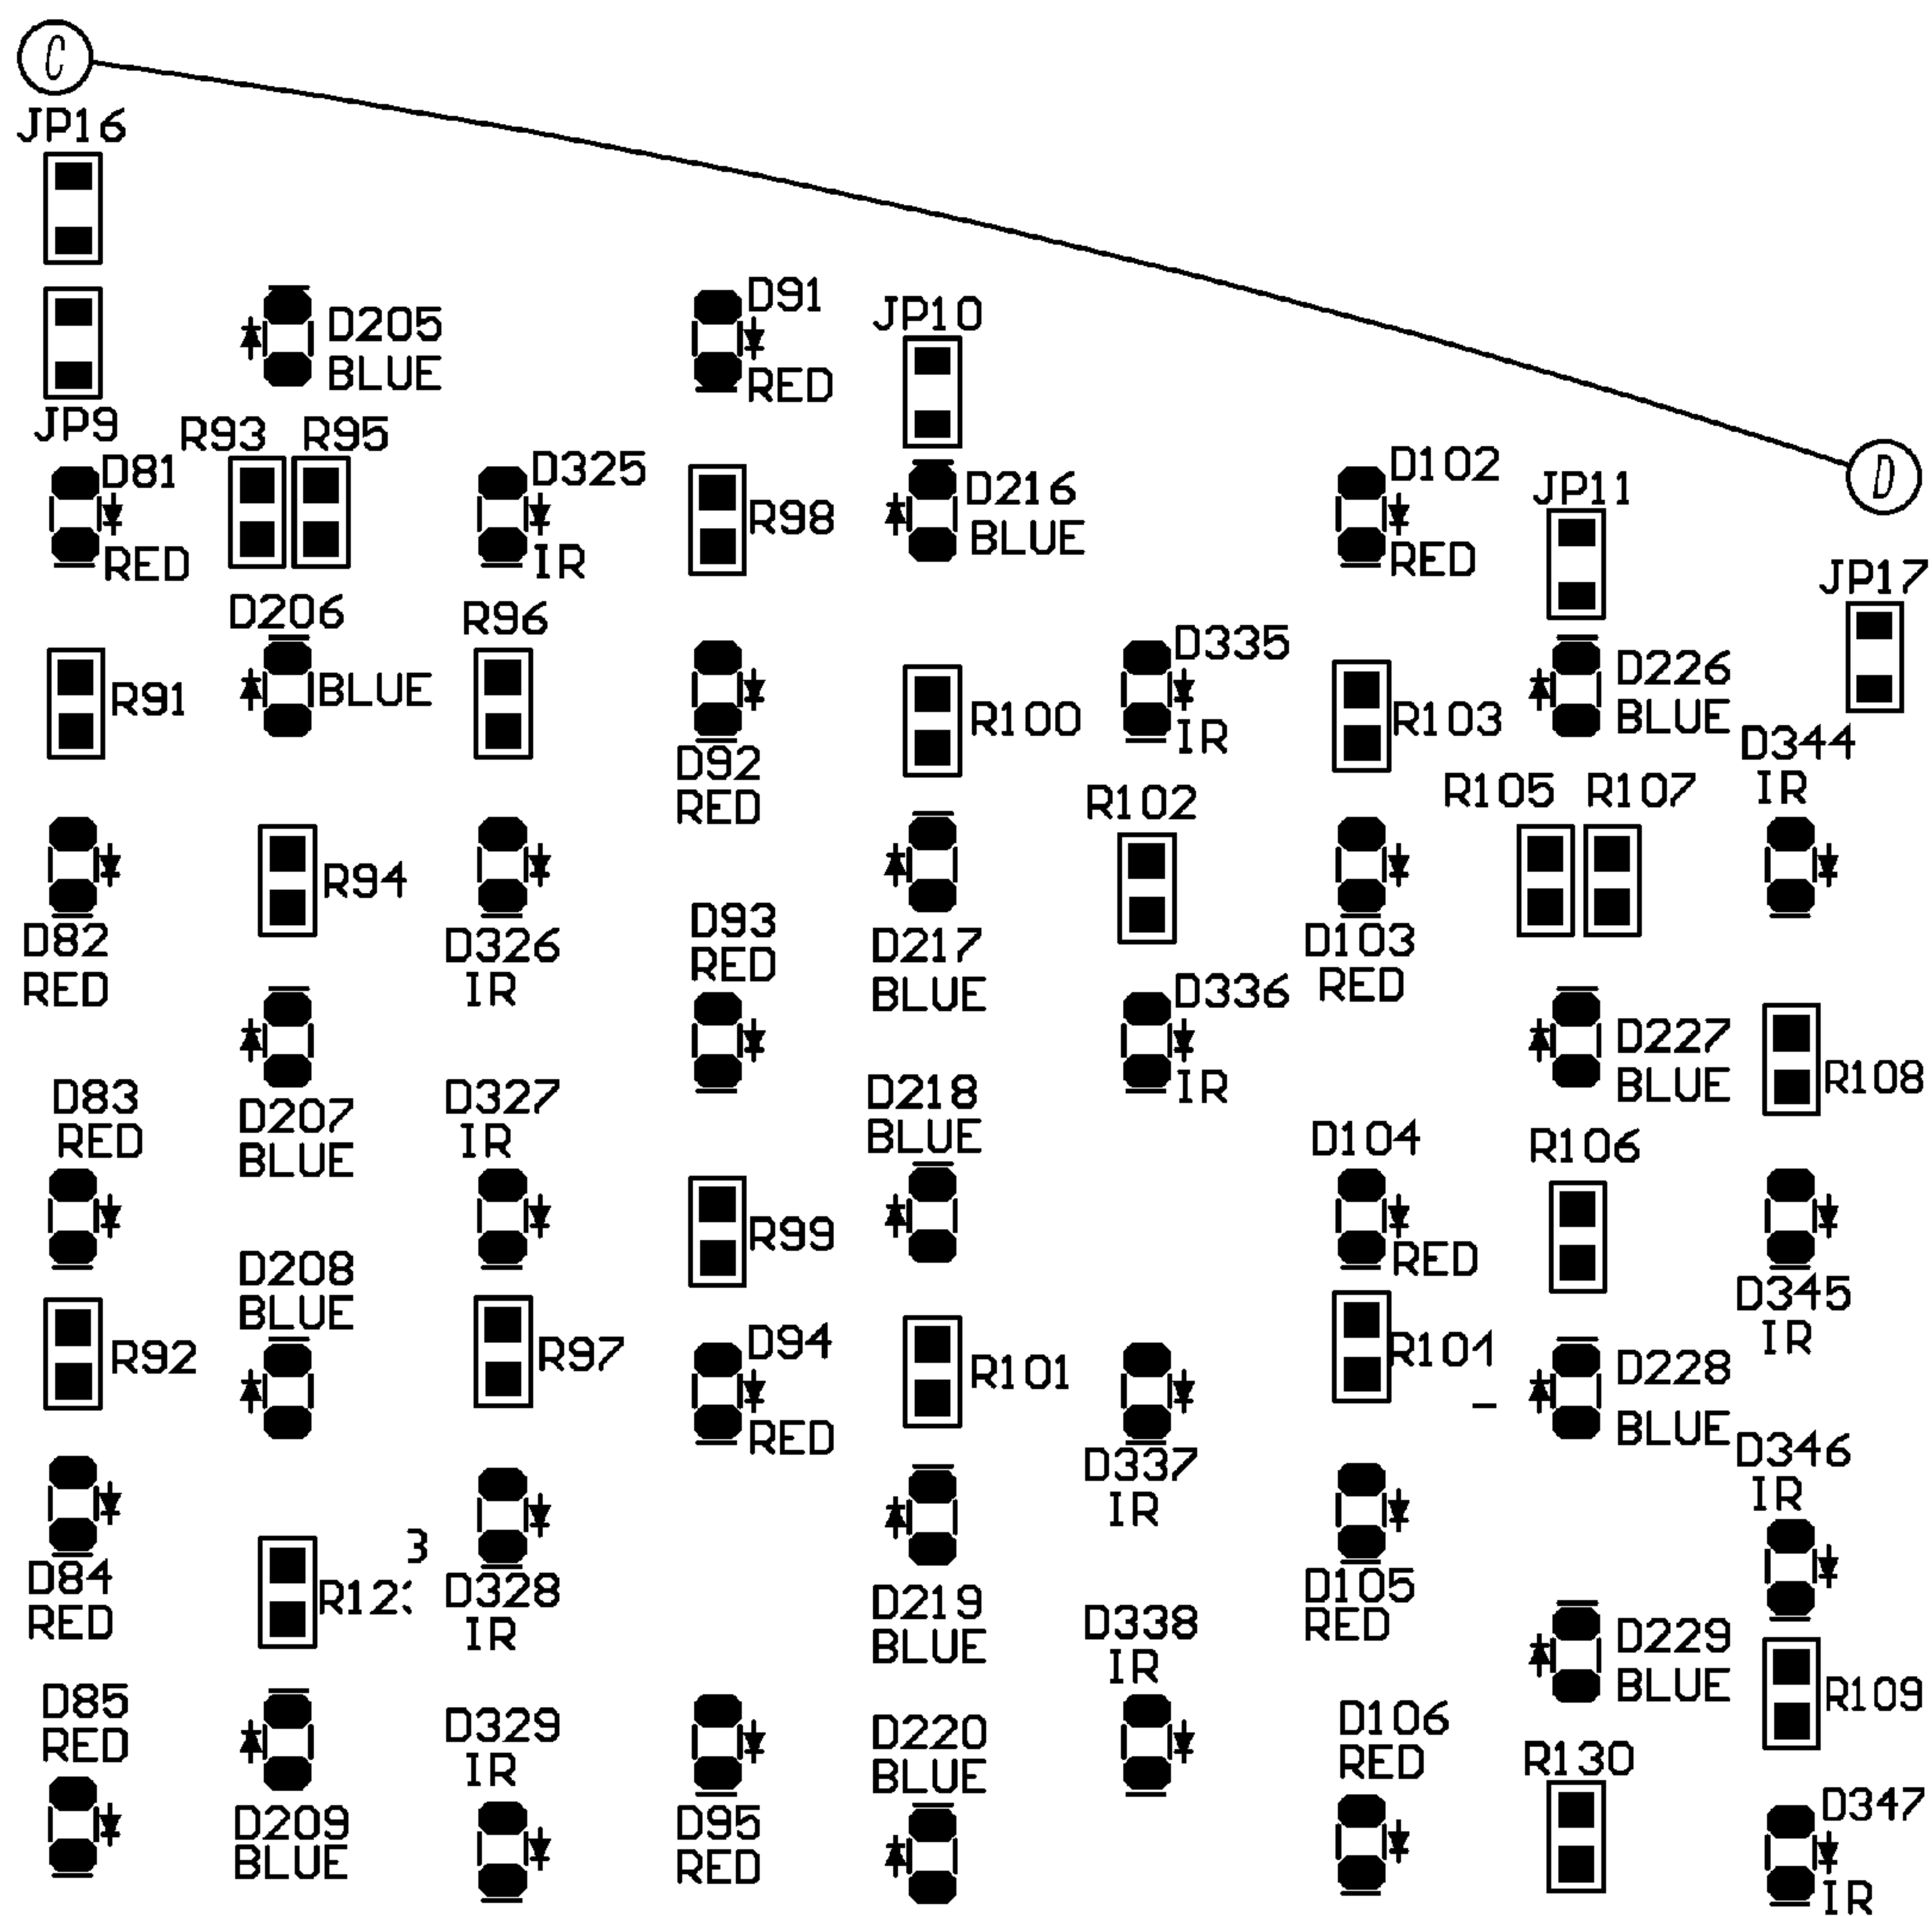 C
JP16
D91
D205
JP10
BLUE
RED
JP9
R93
R95
D
D81
D325
D216
D102
JP11
R98
BLUE
RED
IR
RED
JP17
D206
R96
D335
R91
BLUE
D226
R100
R103
BLUE
IR
D92
D344
RED
R102
R105
R107
IR
R94
D93
D82
D326
D217
D103
RED
RED
IR
BLUE
RED
D336
D227
R108
D83
D327
D218
IR
BLUE
D207
RED
IR
BLUE
D104
R106
BLUE
R99
RED
D208
D345
BLUE
IR
R92
R97
D94
R101
R104
D228
RED
BLUE
D337
D346
IR
IR
3
D84
R12
D328
D219
D105
RED
IR
BLUE
D338
RED
D229
IR
BLUE
D85
R109
RED
D329
D220
D106
IR
BLUE
RED
R130
D209
D95
D347
BLUE
RED
IR